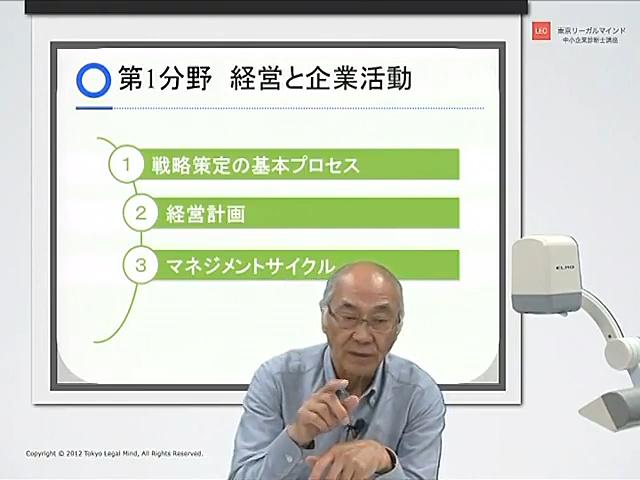 LEC 東京リーガルマインド
中小企業診断士講座
第1分野 経営と企業活動
1 戦略策定の基本プロセス
2 経営計画
3 マネジメントサイクル
ELMO
Copyright © 2012 Tokyo Legal Mind, All Rights Reserved.